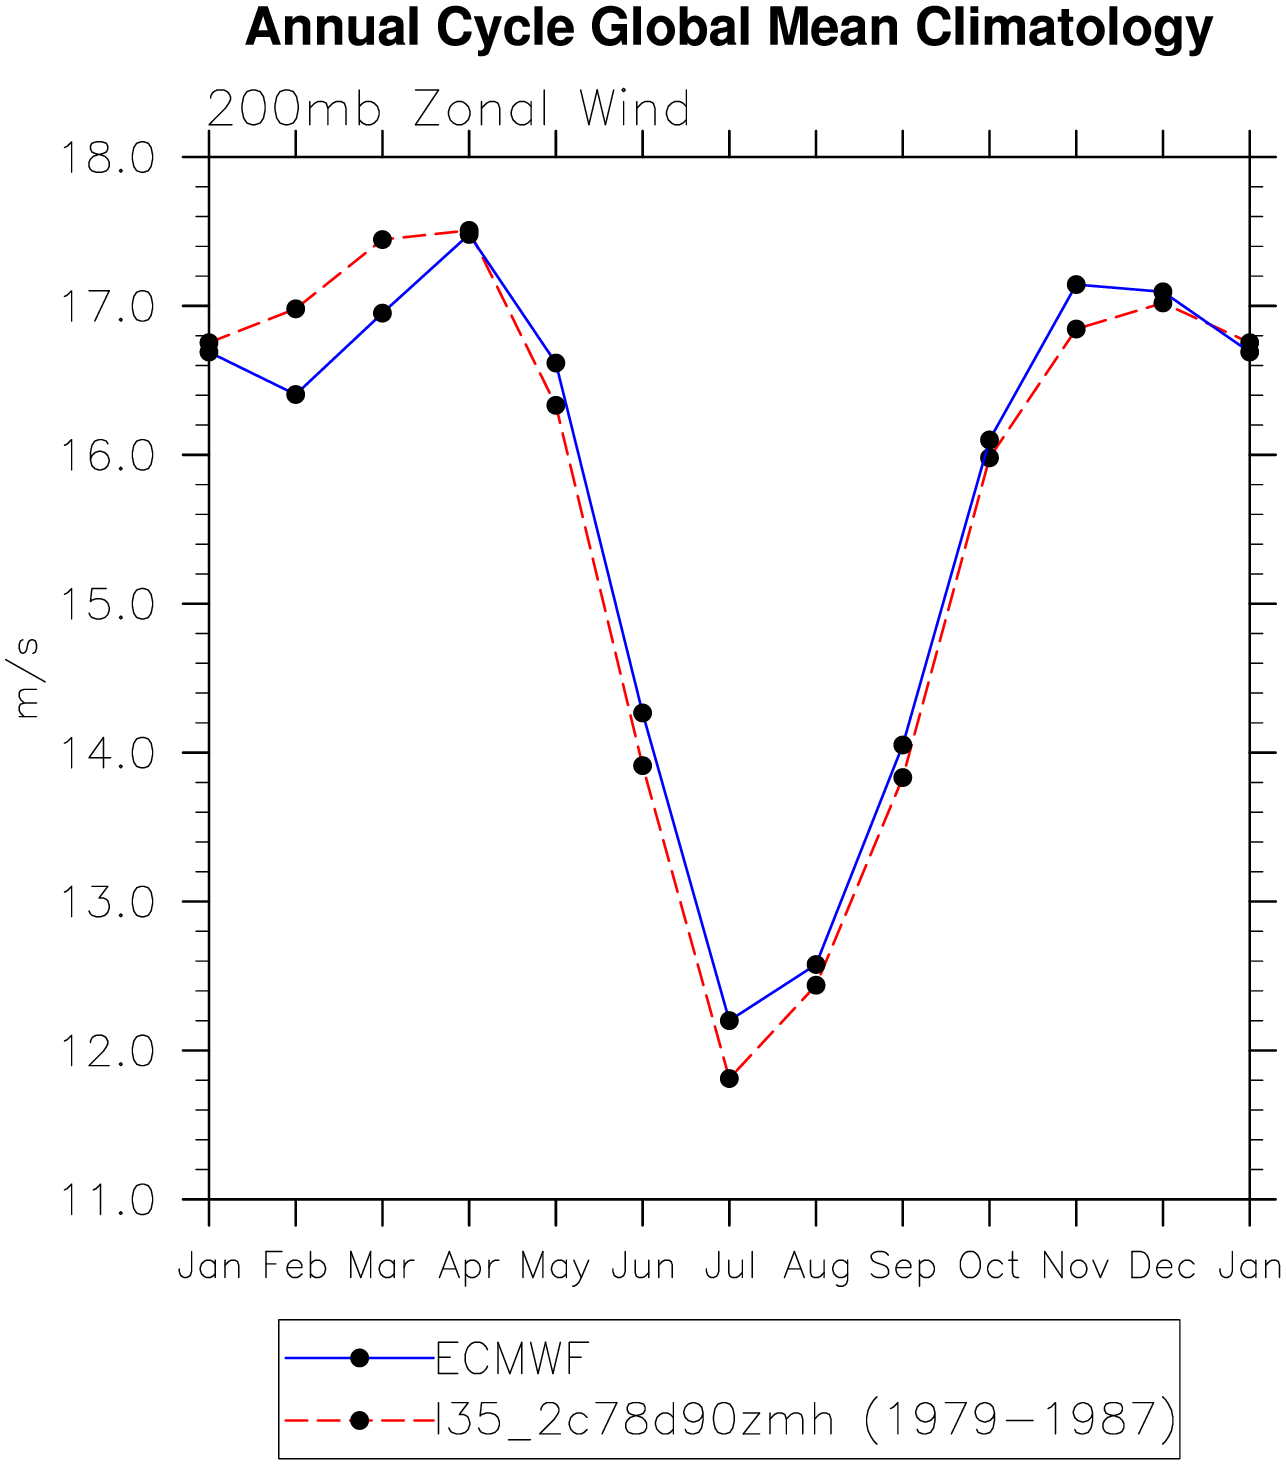 Annual Cycle Global Mean Climatology
200mb Zonal Wind
18.0
17.0
16.0
15.0
14.0
13.0
12.0
11.0
m/s
Jan Feb Mar Apr May Jun Jul Aug Sep Oct Nov Dec Jan
ECMWF
I35_2c78d90zmh (1979-1987)